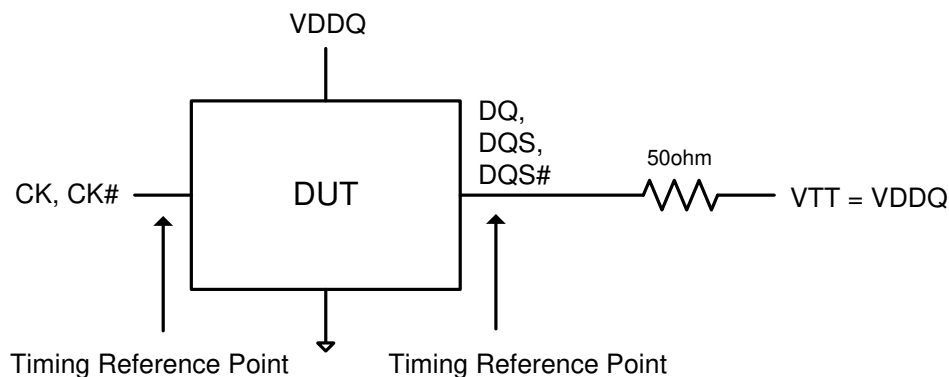 VDDQ
DQ,
DQS,
DQS#
50ohm
CK, CK#
DUT
VTT = VDDQ
Timing Reference Point
Timing Reference Point